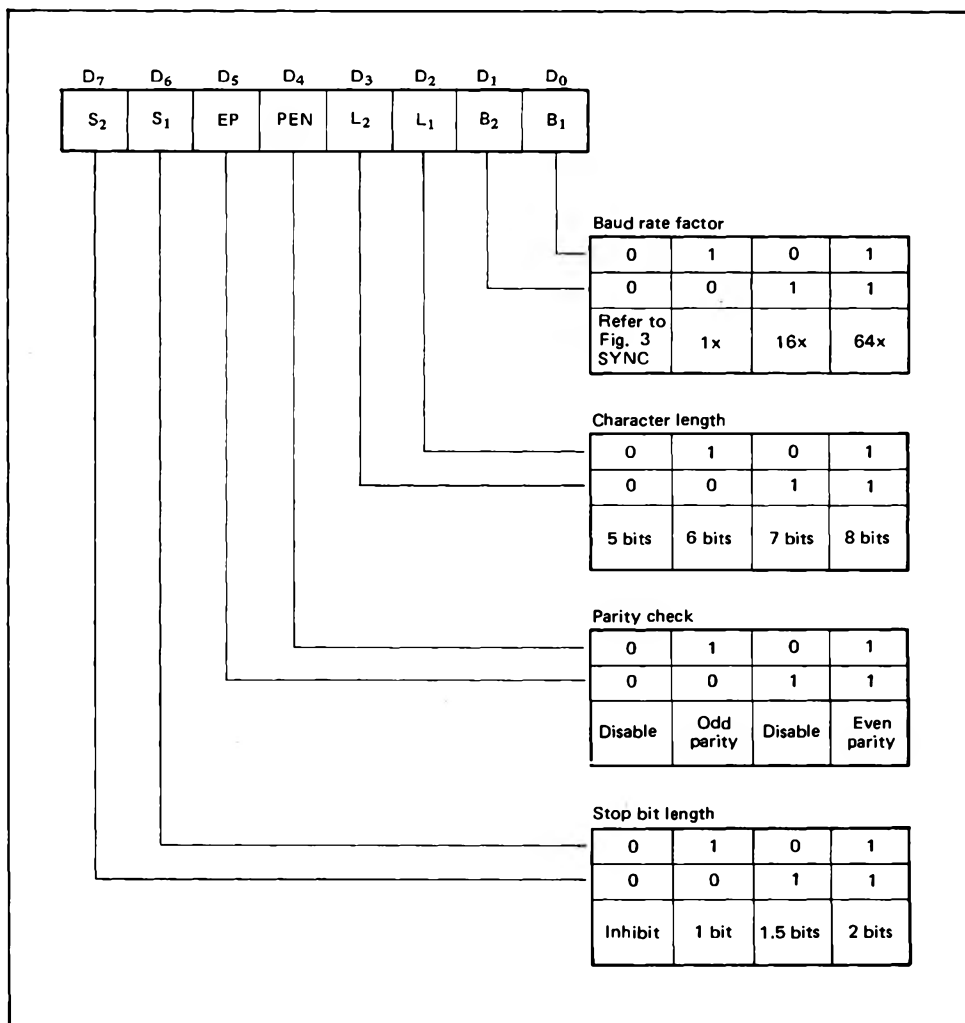 D7 D6 D5 D4 D3 D2 D1 D0
S2 S1 EP PEN L2 L1 B2 B1
Baud rate factor
0 1 0 1
0 0 1 1
Refer to Fig. 3 SYNC 1x 16x 64x
Character length
0 1 0 1
0 0 1 1
5 bits 6 bits 7 bits 8 bits
Parity check
0 1 0 1
0 0 1 1
Disable Odd parity Disable Even parity
Stop bit length
0 1 0 1
0 0 1 1
Inhibit 1 bit 1.5 bits 2 bits